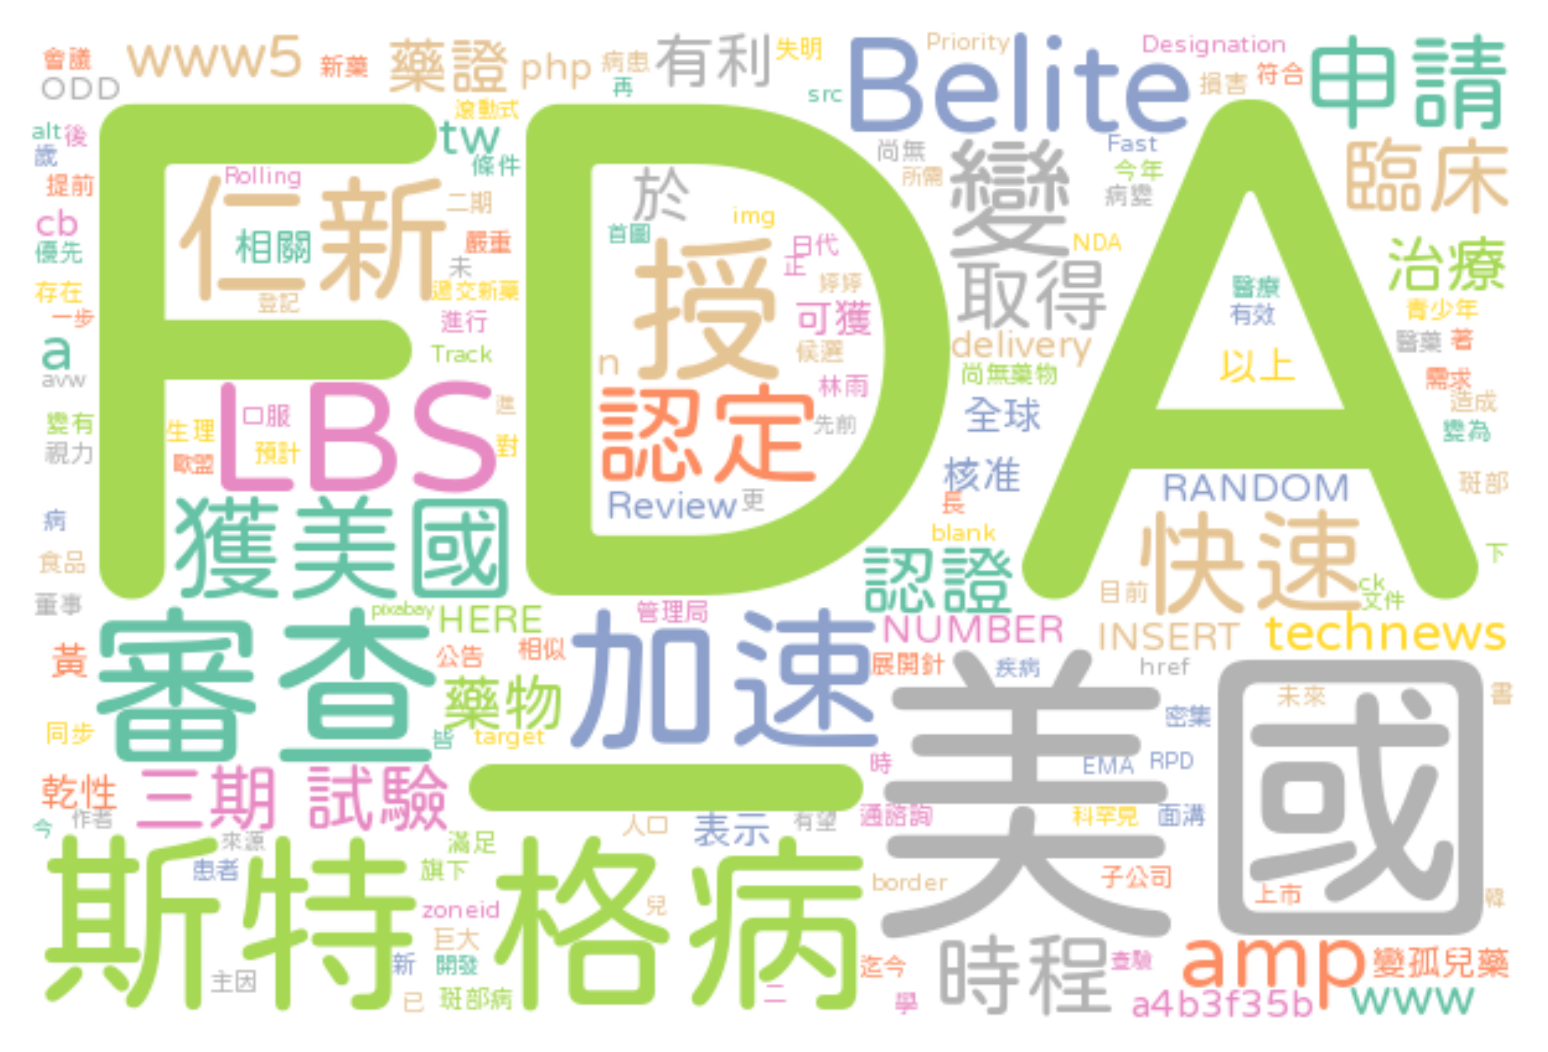 會議
www5
新藥
藥證
php
病患
有利
失明
Belite
Priority
Designation
損害
符合
申請
ODD
再
src
alt
後
歲
滾動式
tw
條件
FDA
尚無
所需
變
Fast
今年
病變
臨床
提前
Rolling
仁新
二期
於
首圖
img
日代
正
cb
優先
相關
嚴重
未
授
婷婷
NDA
治療
存在
登記
遞交新藥
取得
醫療
有效
青少年
一步
進行
可獲
a
avw
Track
n
候選
delivery
以上
醫藥
著
LBS
口服
進
林雨
尚無藥物
需求
變有
生理
預計
對
認定
先前
全球
造成
變為
視力
歐盟
核准
RANDOM
斑部
病
獲美國
Review
更
長
blank
快速
下
食品
認證
目前
ck
文件
董事
pixabay
HERE
管理局
NUMBER
INSERT
technews
審查
加速
黃
公告
相似
展開針
疾病
href
美國
未來
書
藥物
同步
皆
target
密集
乾性
三期
試驗
一
時
EMA
RPD
今
作者
來源
人口
表示
有望
通諮詢
科罕見
面溝
斯特格病
滿足
患者
旗下
border
子公司
上市
韓
zoneid
兒
巨大
主因
新
開發
迄今
時程
查驗
amp
變孤兒藥
已
斑部病
二
學
a4b3f35b
www